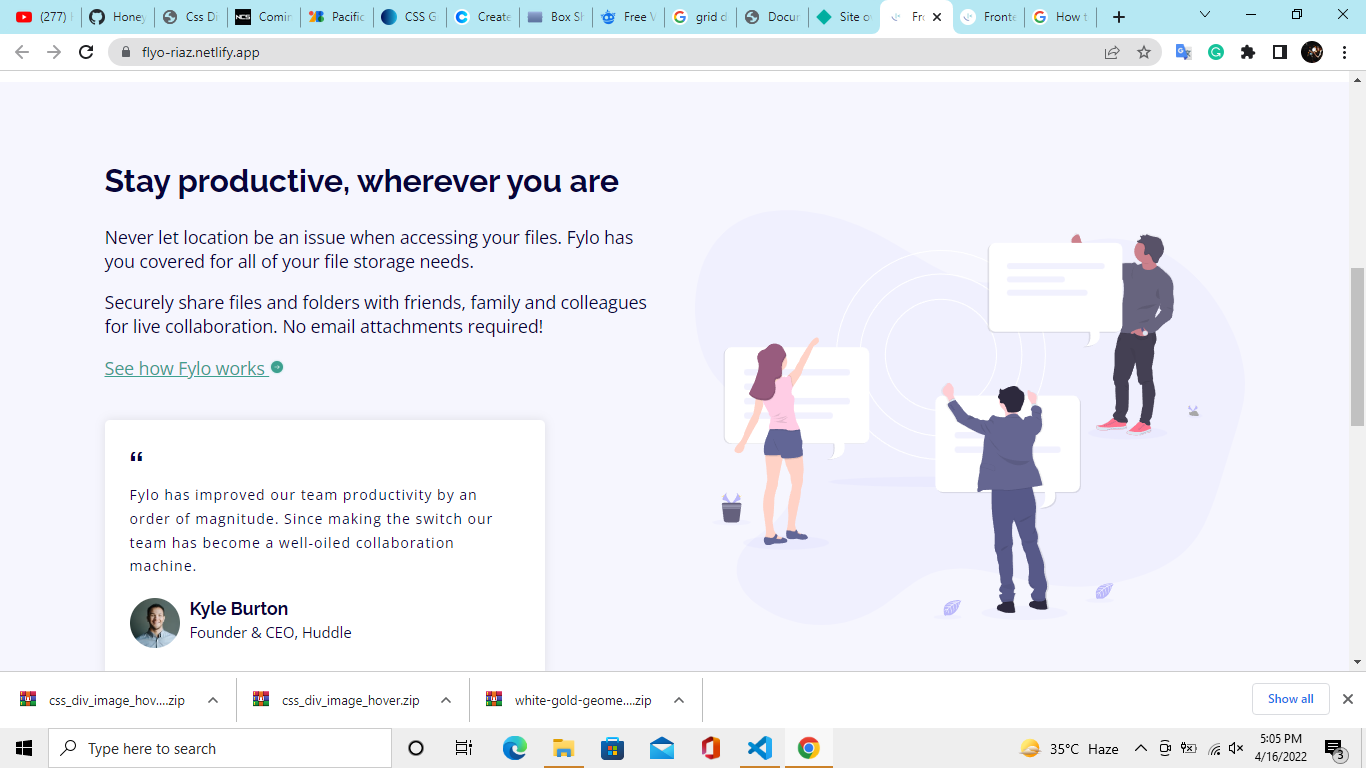 (277)
Honey
Css Di
Comin
Pacific
CSS G
Create
Box Sh
Free V
grid d
Docur
Site o
Fr
Fronte
How t
flyo-riaz.netlify.app
Stay productive, wherever you are
Never let location be an issue when accessing your files. Fylo has
you covered for all of your file storage needs.
Securely share files and folders with friends, family and colleagues
for live collaboration. No email attachments required!
See how Fylo works
“
Fylo has improved our team productivity by an
order of magnitude. Since making the switch our
team has become a well-oiled collaboration
machine.
Kyle Burton
Founder & CEO, Huddle
css_div_image_hov....zip
css_div_image_hover.zip
white-gold-geome....zip
Show all
Type here to search
35°C Haze
5:05 PM
4/16/2022
3